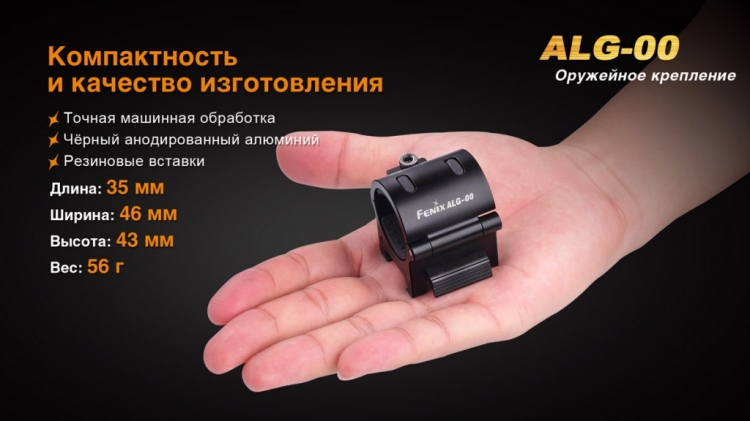 Компактность
и качество изготовления
Точная машинная обработка
Чёрный анодированный алюминий
Резиновые вставки
Длина: 35 мм
Ширина: 46 мм
Высота: 43 мм
Вес: 56 г
ALG-00
Оружейное крепление
FENIX ALG-00